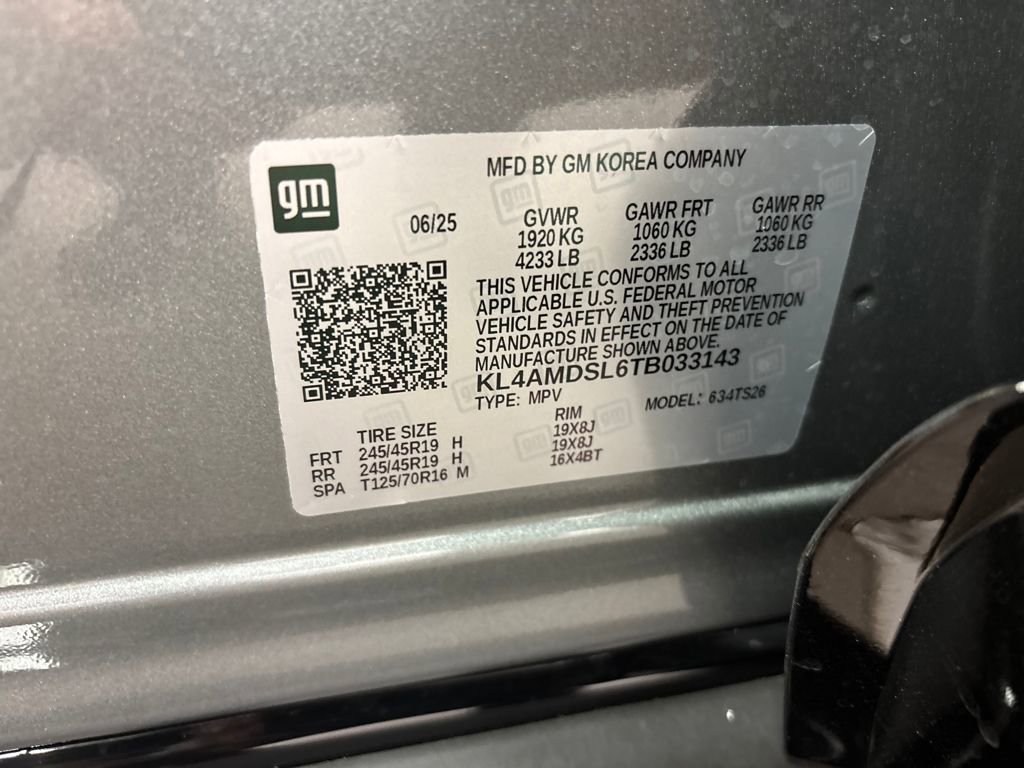 gm
MFD BY GM KOREA COMPANY
06/25
GVWR GAWR FRT GAWR RR
1920 KG 1060 KG 1060 KG
4233 LB 2336 LB 2336 LB
THIS VEHICLE CONFORMS TO ALL
APPLICABLE U.S. FEDERAL MOTOR
VEHICLE SAFETY AND THEFT PREVENTION
STANDARDS IN EFFECT ON THE DATE OF
MANUFACTURE SHOWN ABOVE.
KL4AMDSL6TB033143
TYPE: MPV MODEL: 634TS26
TIRE SIZE RIM
FRT 245/45R19 H 19X8J
RR 245/45R19 H 19X8J
SPA T125/70R16 M 16X4BT